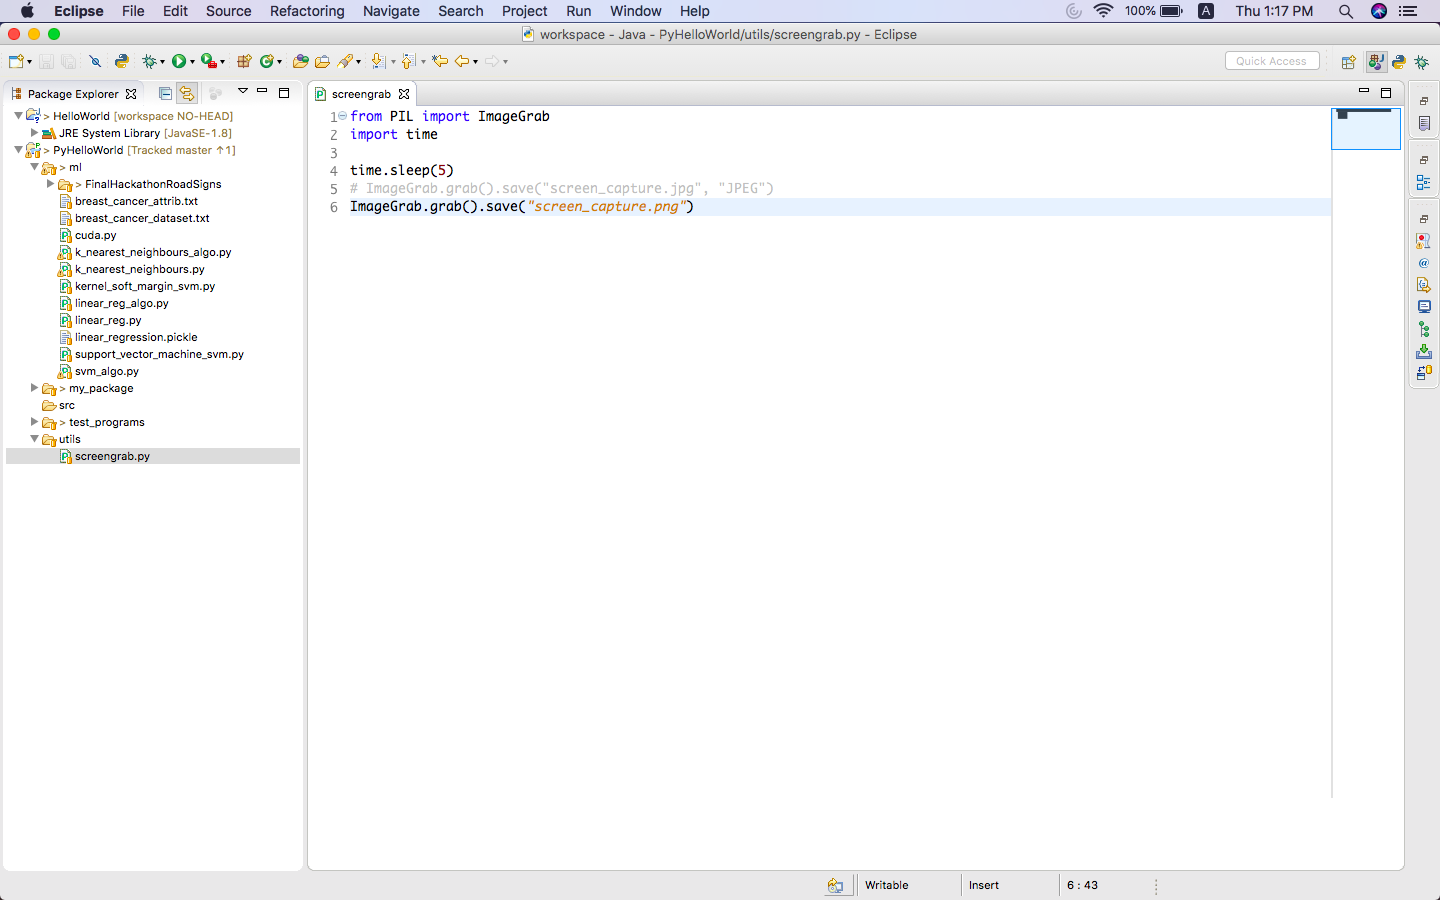 Eclipse File Edit Source Refactoring Navigate Search Project Run Window Help 100% A Thu 1:17 PM
workspace - Java - PyHelloWorld/utils/screengrab.py - Eclipse
Quick Access
Package Explorer
> HelloWorld [workspace NO-HEAD]
JRE System Library [JavaSE-1.8]
> PyHelloWorld [Tracked master ↑1]
> ml
> FinalHackathonRoadSigns
breast_cancer_attrib.txt
breast_cancer_dataset.txt
cuda.py
k_nearest_neighbours_algo.py
k_nearest_neighbours.py
kernel_soft_margin_svm.py
linear_reg_algo.py
linear_reg.py
linear_regression.pickle
support_vector_machine_svm.py
svm_algo.py
> my_package
src
> test_programs
utils
screengrab.py
screengrab
1 from PIL import ImageGrab
2 import time
3
4 time.sleep(5)
5 # ImageGrab.grab().save("screen_capture.jpg", "JPEG")
6 ImageGrab.grab().save("screen_capture.png")
Writable Insert 6 : 43